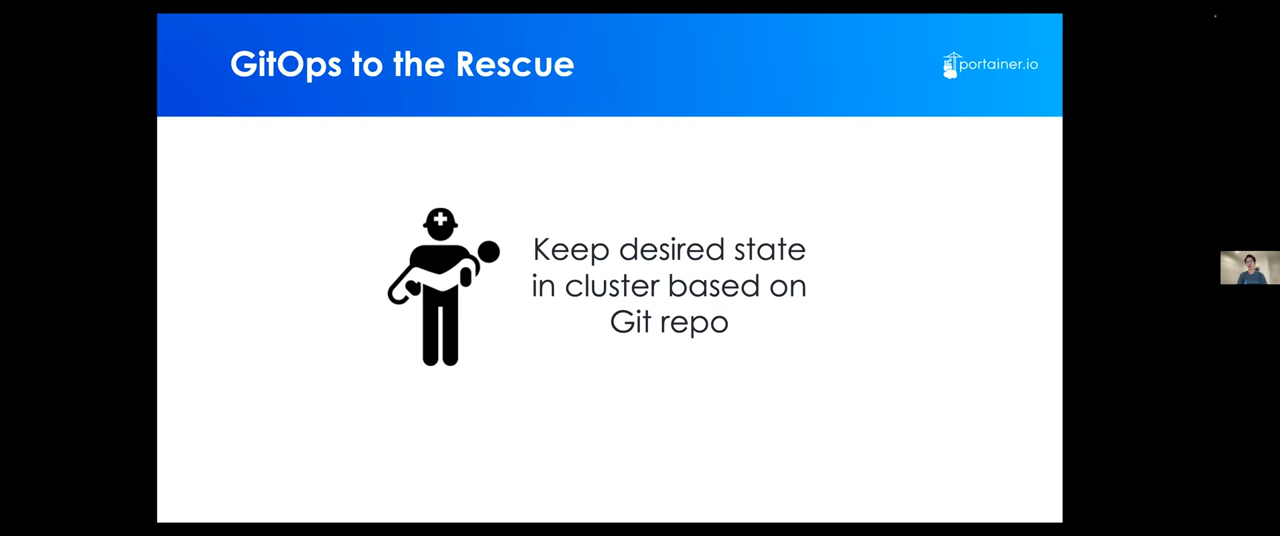 GitOps to the Rescue
portainer.io
Keep desired state
in cluster based on
Git repo